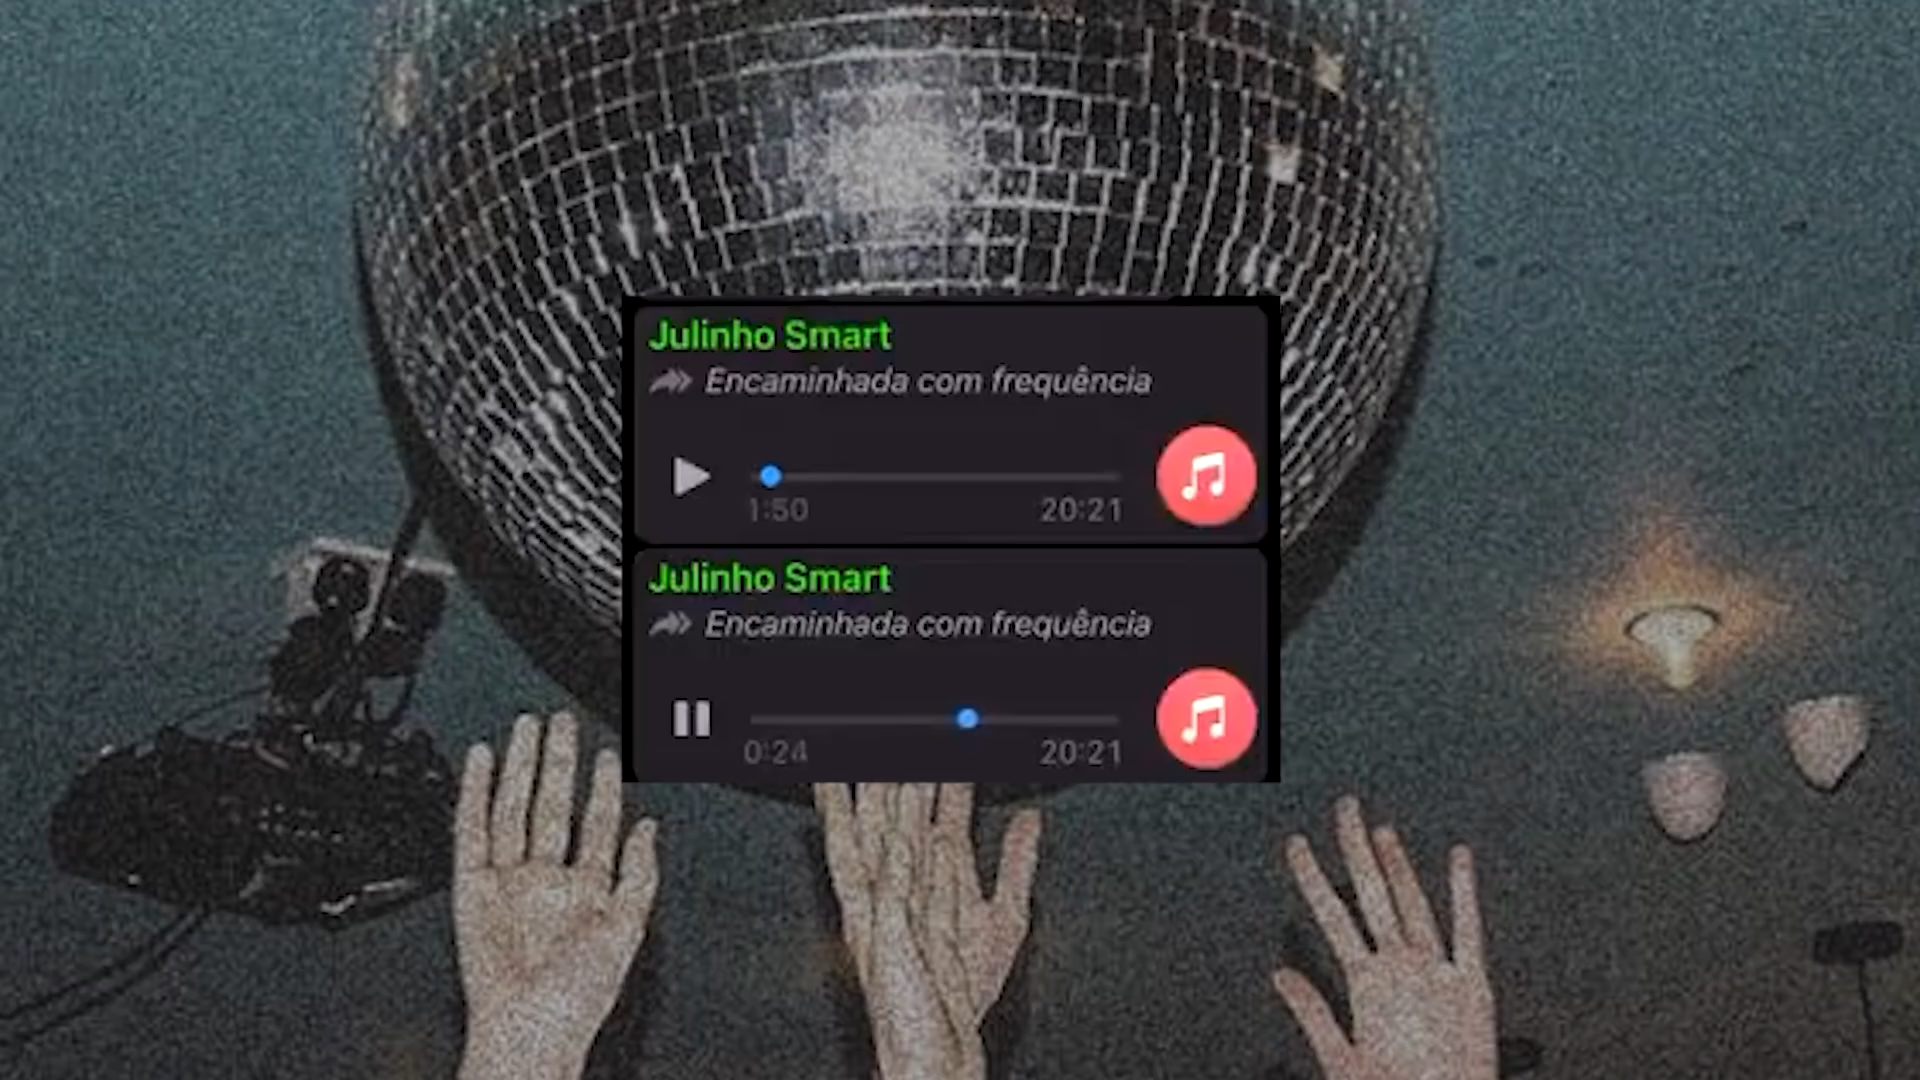 Julinho Smart
Encaminhada com frequência
1:50 20:21
Julinho Smart
Encaminhada com frequência
0:24 20:21